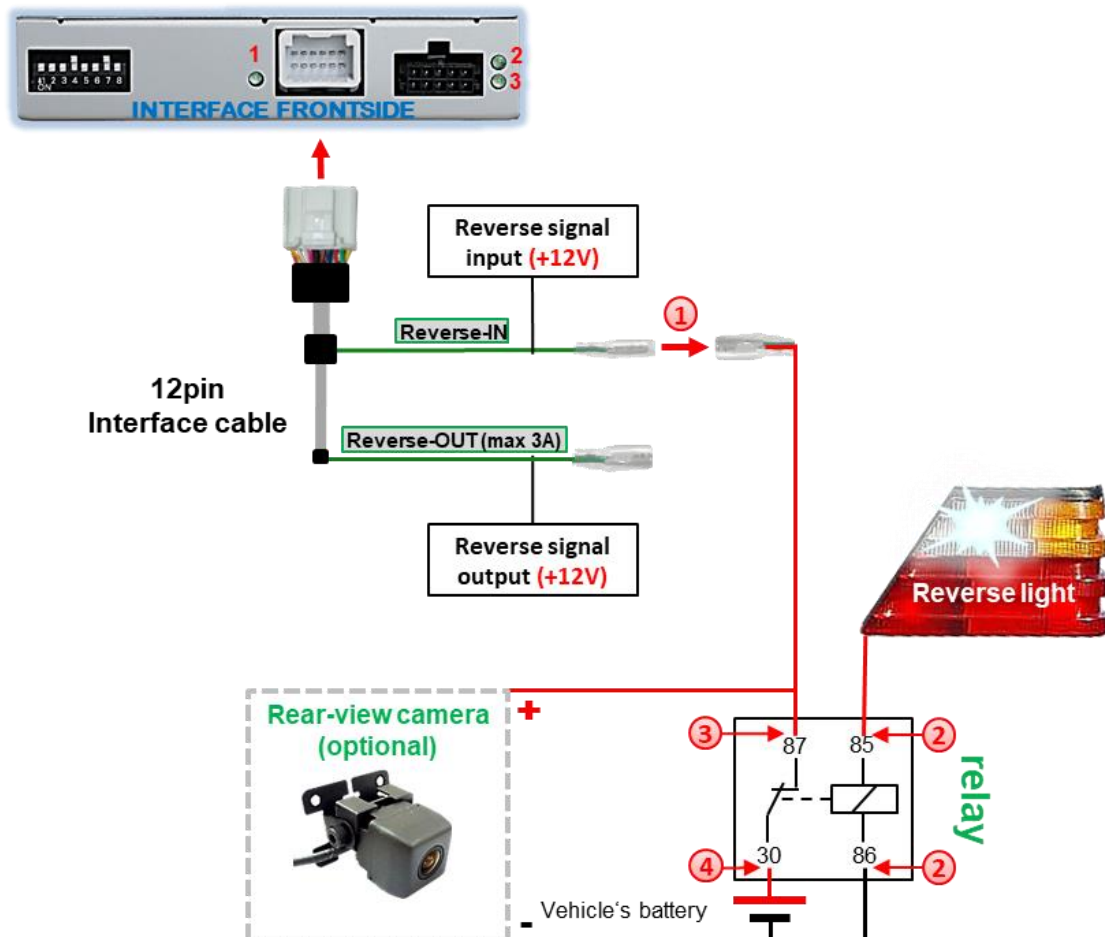 1
2
3
1 2 3 4 5 6 7 8
ON
INTERFACE FRONTSIDE
Reverse signal
input (+12V)
Reverse-IN
1
12pin
Interface cable
Reverse-OUT (max 3A)
Reverse signal
output (+12V)
Reverse light
Rear-view camera
(optional)
+
3
87
85
2
relay
4
30
86
2
- Vehicle‘s battery